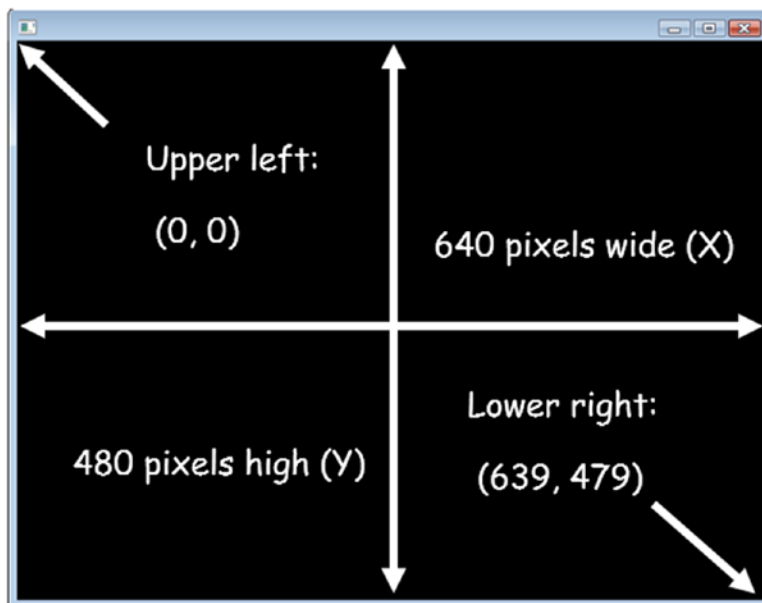 Upper left:
(0, 0)
640 pixels wide (X)
Lower right:
480 pixels high (Y)
(639, 479)